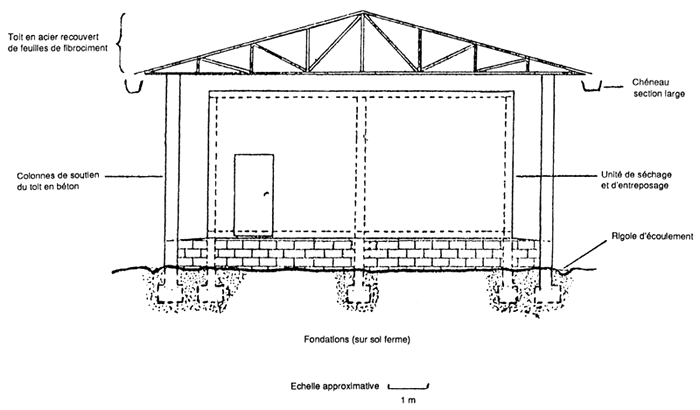 Toit en acier recouvert
de feuilles de fibrociment
Chéneau
section large
Colonnes de soutien
du toit en béton
Unité de séchage
et d'entreposage
Rigole d'écoulement
Fondations (sur sol ferme)
Echelle approximative
1 m